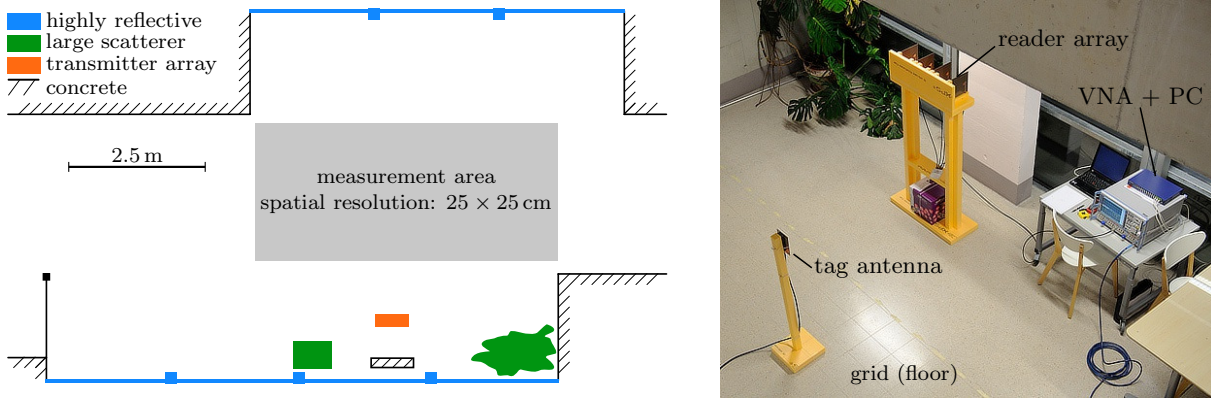 highly reflective
large scatterer
transmitter array
concrete
2.5 m
measurement area
spatial resolution: 25 × 25 cm
reader array
VNA + PC
tag antenna
grid (floor)